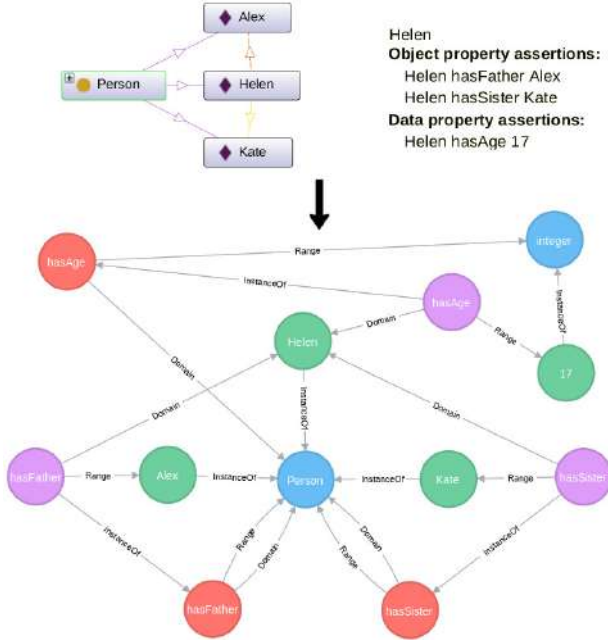 Alex
Person
Helen
Kate
Helen
Object property assertions:
Helen hasFather Alex
Helen hasSister Kate
Data property assertions:
Helen hasAge 17
hasAge
Range
integer
InstanceOf
hasAge
Domain
InstanceOf
Range
Helen
17
Domain
Domain
InstanceOf
Domain
hasFather
Range
Alex
InstanceOf
Person
InstanceOf
Kate
Range
hasSister
InstanceOf
Range
Domain
Domain
Range
InstanceOf
hasFather
hasSister